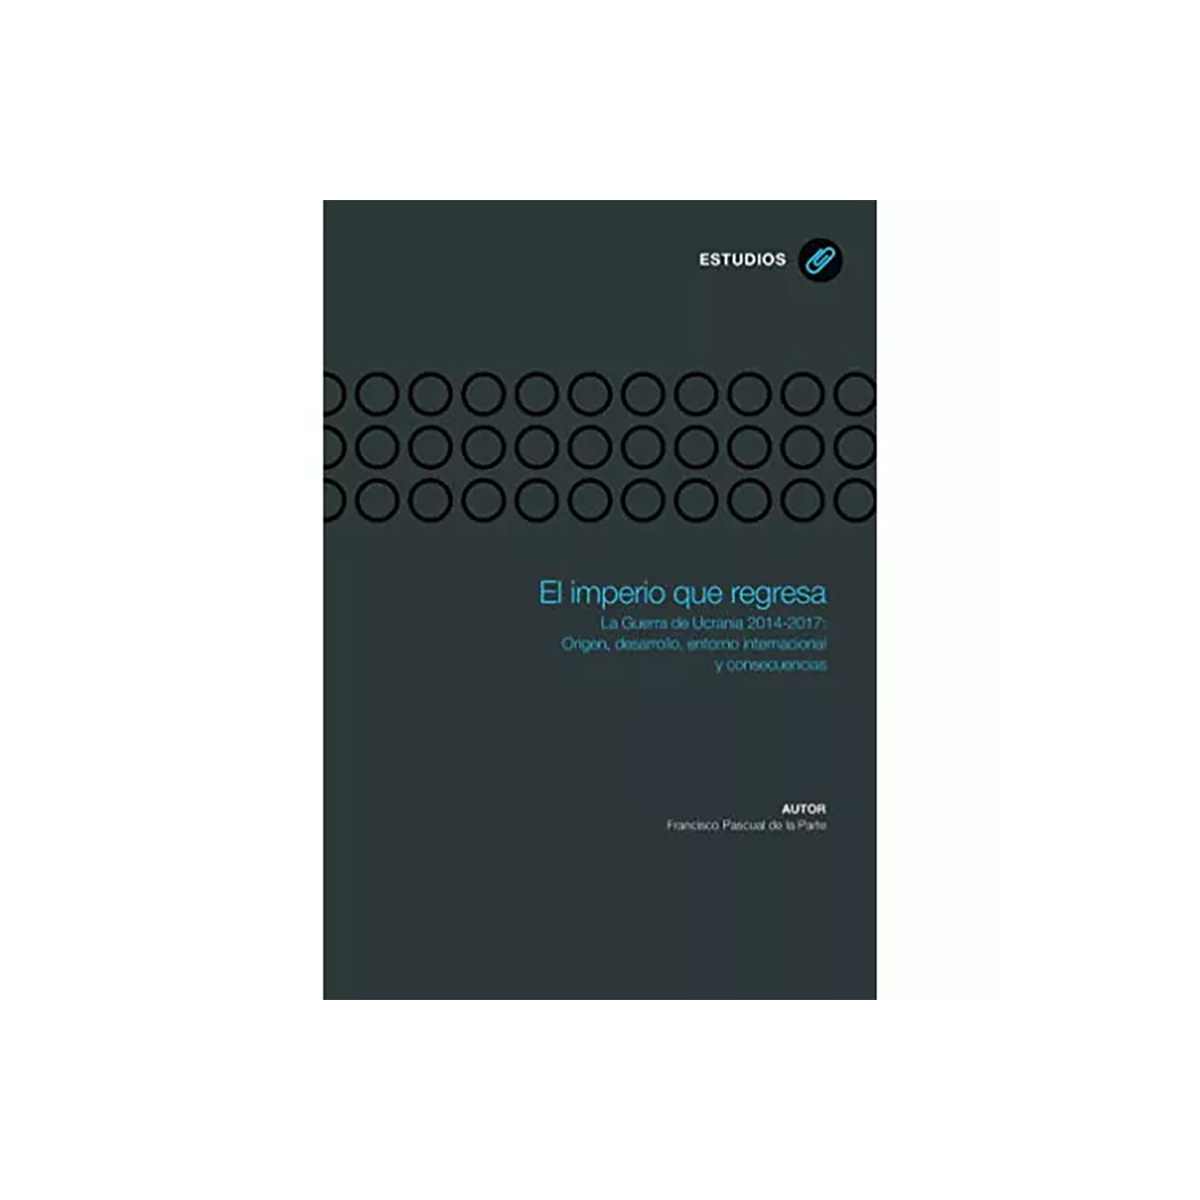 ESTUDIOS
El imperio que regresa
La Guerra de Ucrania 2014-2017:
Origen, desarrollo, entorno internacional
y consecuencias
AUTOR
Francisco Pascual de la Parte